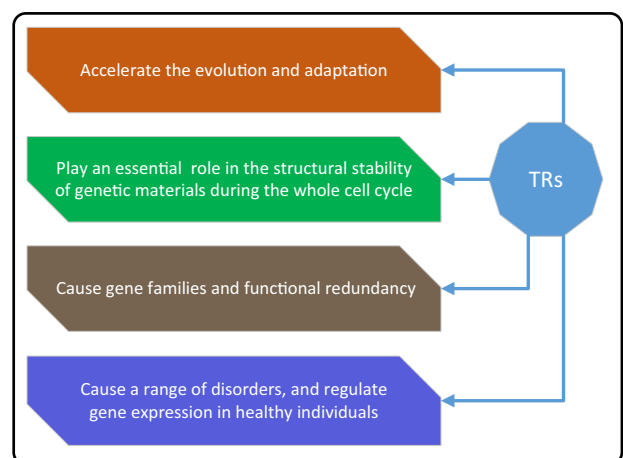 Accelerate the evolution and adaptation
Play an essential role in the structural stability
of genetic materials during the whole cell cycle
TRs
Cause gene families and functional redundancy
Cause a range of disorders, and regulate
gene expression in healthy individuals